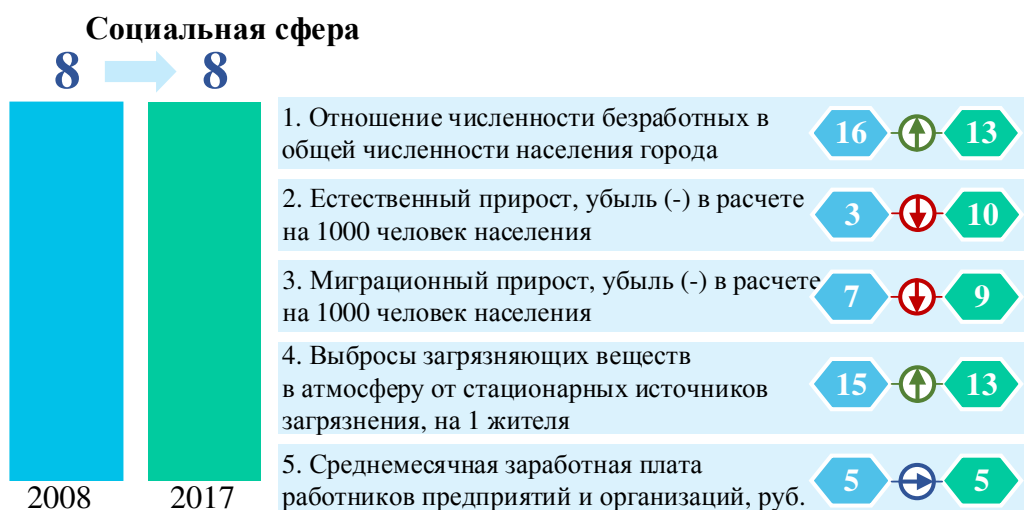 Социальная сфера
8 8
1. Отношение численности безработных в
общей численности населения города
16 13
2. Естественный прирост, убыль (-) в расчете
на 1000 человек населения
3 10
3. Миграционный прирост, убыль (-) в расчете
на 1000 человек населения
7 9
4. Выбросы загрязняющих веществ
в атмосферу от стационарных источников
загрязнения, на 1 жителя
15 13
5. Среднемесячная заработная плата
работников предприятий и организаций, руб.
5 5
2008 2017